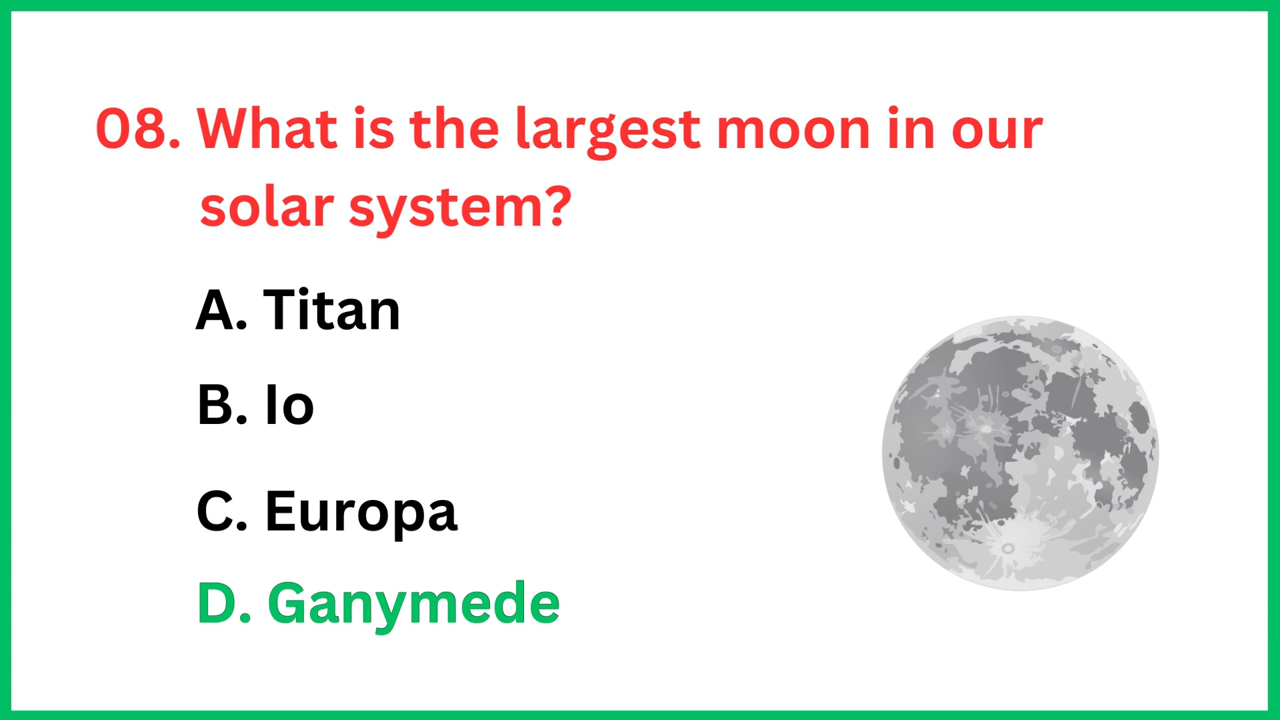 08. What is the largest moon in our
solar system?
A. Titan
B. Io
C. Europa
D. Ganymede